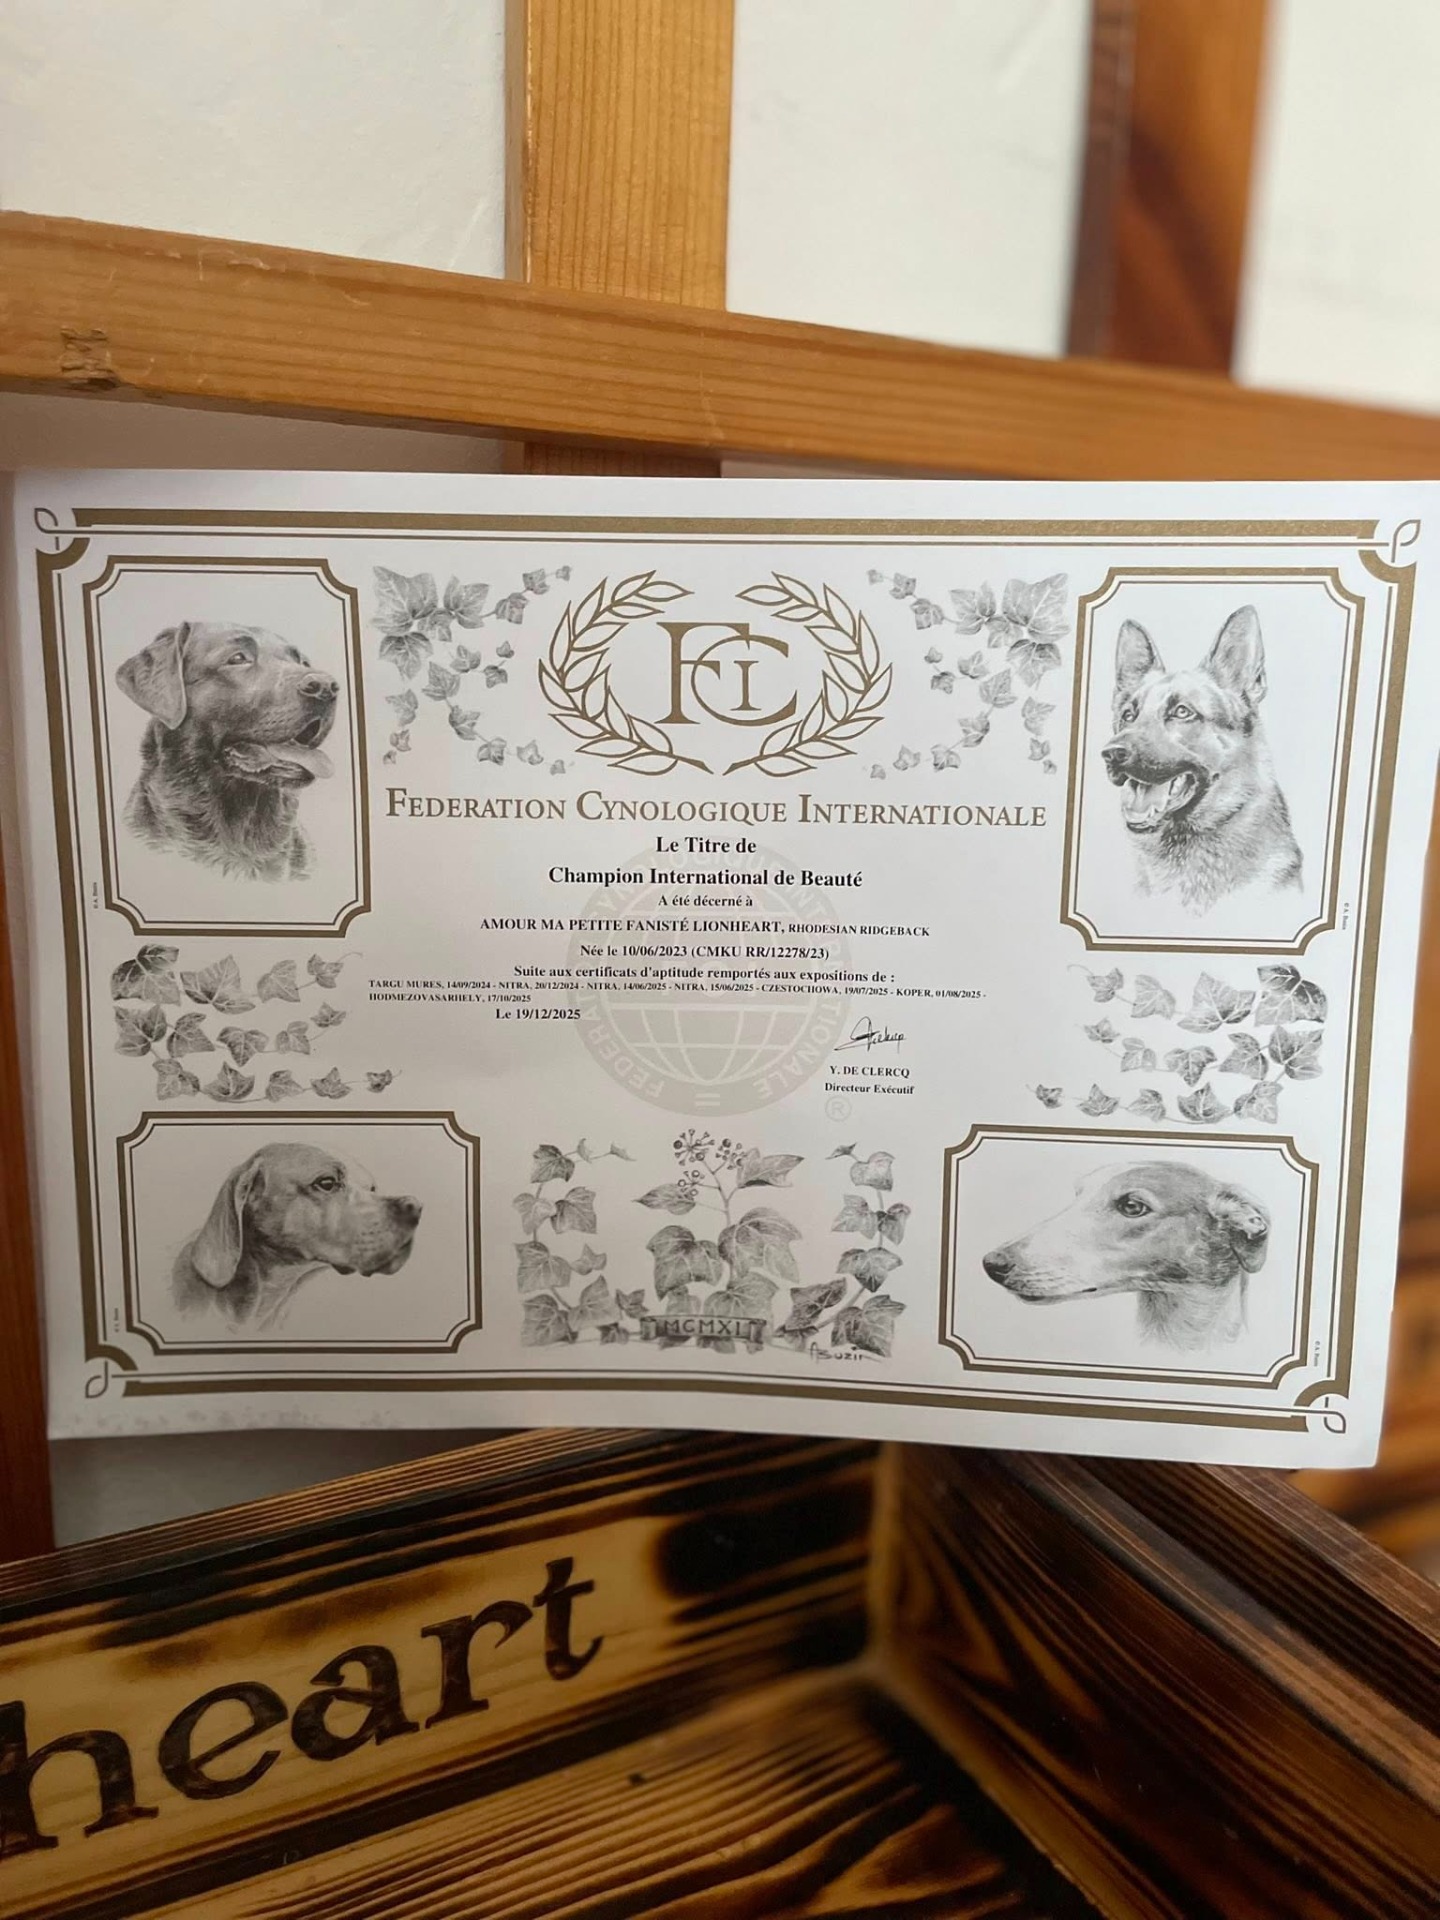 FCI
FEDERATION CYNOLOGIQUE INTERNATIONALE
Le Titre de
Champion International de Beauté
A été décerné à
AMOUR MA PETITE FANISTÉ LIONHEART, RHODESIAN RIDGEBACK
Née le 10/06/2023 (CMKU RR/12278/23)
Suite aux certificats d'aptitude remportés aux expositions de :
TARGU MURES, 14/09/2024 - NITRA, 20/12/2024 - NITRA, 14/06/2025 - NITRA, 15/06/2025 - CZESTOCHOWA, 19/07/2025 - KOPER, 01/08/2025 -
HODMEZOVASARHELY, 17/10/2025
Le 19/12/2025
Y. DE CLERCQ
Directeur Exécutif
®
MCMXI
heart